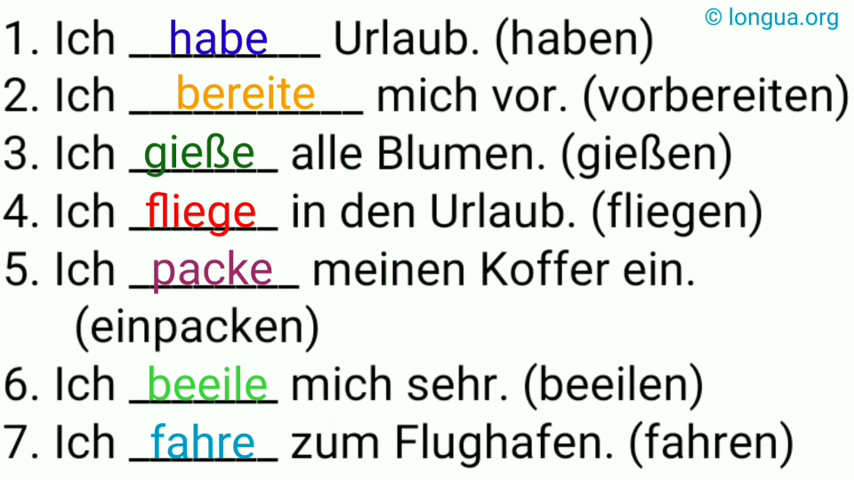 © longua.org
1. Ich habe Urlaub. (haben)
2. Ich bereite mich vor. (vorbereiten)
3. Ich gieße alle Blumen. (gießen)
4. Ich fliege in den Urlaub. (fliegen)
5. Ich packe meinen Koffer ein.
(einpacken)
6. Ich beeile mich sehr. (beeilen)
7. Ich fahre zum Flughafen. (fahren)